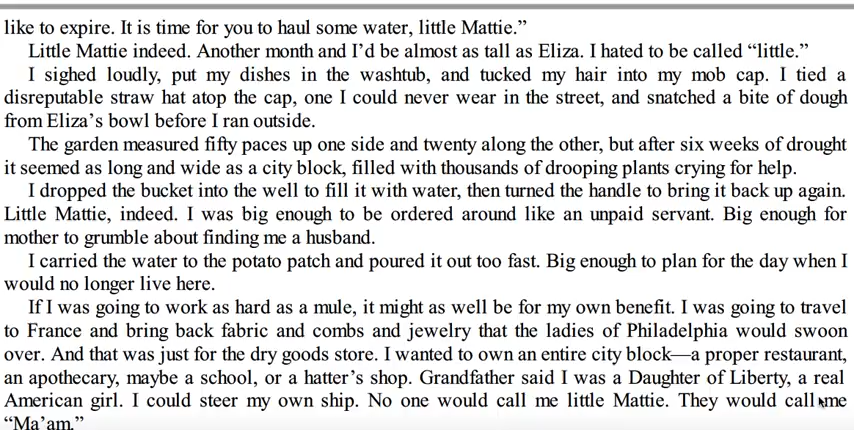 like to expire. It is time for you to haul some water, little Mattie.”
Little Mattie indeed. Another month and I’d be almost as tall as Eliza. I hated to be called “little.”
I sighed loudly, put my dishes in the washtub, and tucked my hair into my mob cap. I tied a
disreputable straw hat atop the cap, one I could never wear in the street, and snatched a bite of dough
from Eliza’s bowl before I ran outside.
The garden measured fifty paces up one side and twenty along the other, but after six weeks of drought
it seemed as long and wide as a city block, filled with thousands of drooping plants crying for help.
I dropped the bucket into the well to fill it with water, then turned the handle to bring it back up again.
Little Mattie, indeed. I was big enough to be ordered around like an unpaid servant. Big enough for
mother to grumble about finding me a husband.
I carried the water to the potato patch and poured it out too fast. Big enough to plan for the day when I
would no longer live here.
If I was going to work as hard as a mule, it might as well be for my own benefit. I was going to travel
to France and bring back fabric and combs and jewelry that the ladies of Philadelphia would swoon
over. And that was just for the dry goods store. I wanted to own an entire city block—a proper restaurant,
an apothecary, maybe a school, or a hatter’s shop. Grandfather said I was a Daughter of Liberty, a real
American girl. I could steer my own ship. No one would call me little Mattie. They would call me
“Ma’am.”